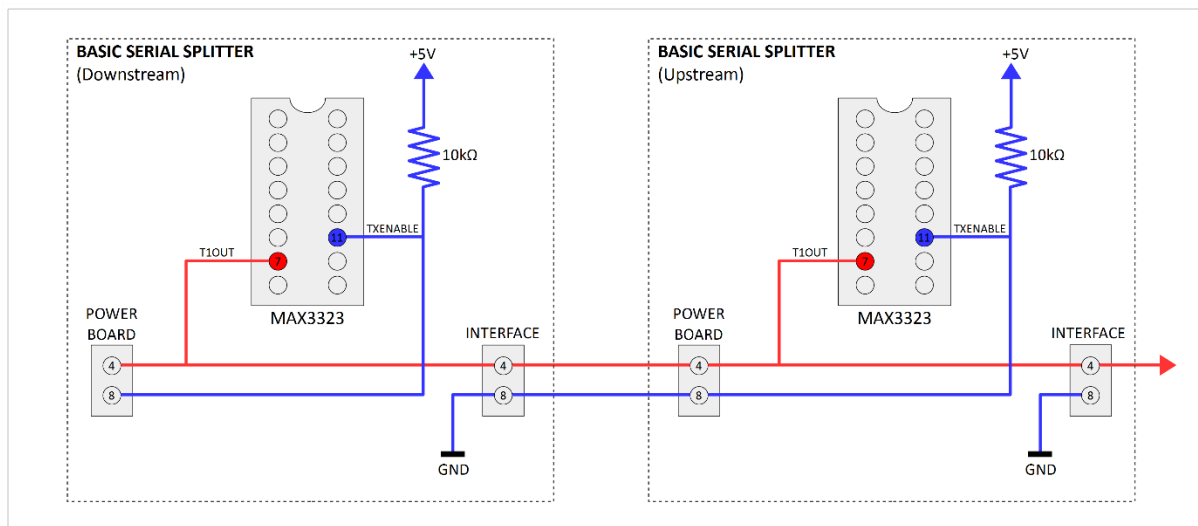 BASIC SERIAL SPLITTER
(Downstream)
+5V
10kΩ
11
TXENABLE
T1OUT
7
MAX3323
POWER
BOARD
4
8
INTERFACE
4
8
GND
BASIC SERIAL SPLITTER
(Upstream)
+5V
10kΩ
11
TXENABLE
T1OUT
7
MAX3323
POWER
BOARD
4
8
INTERFACE
4
8
GND